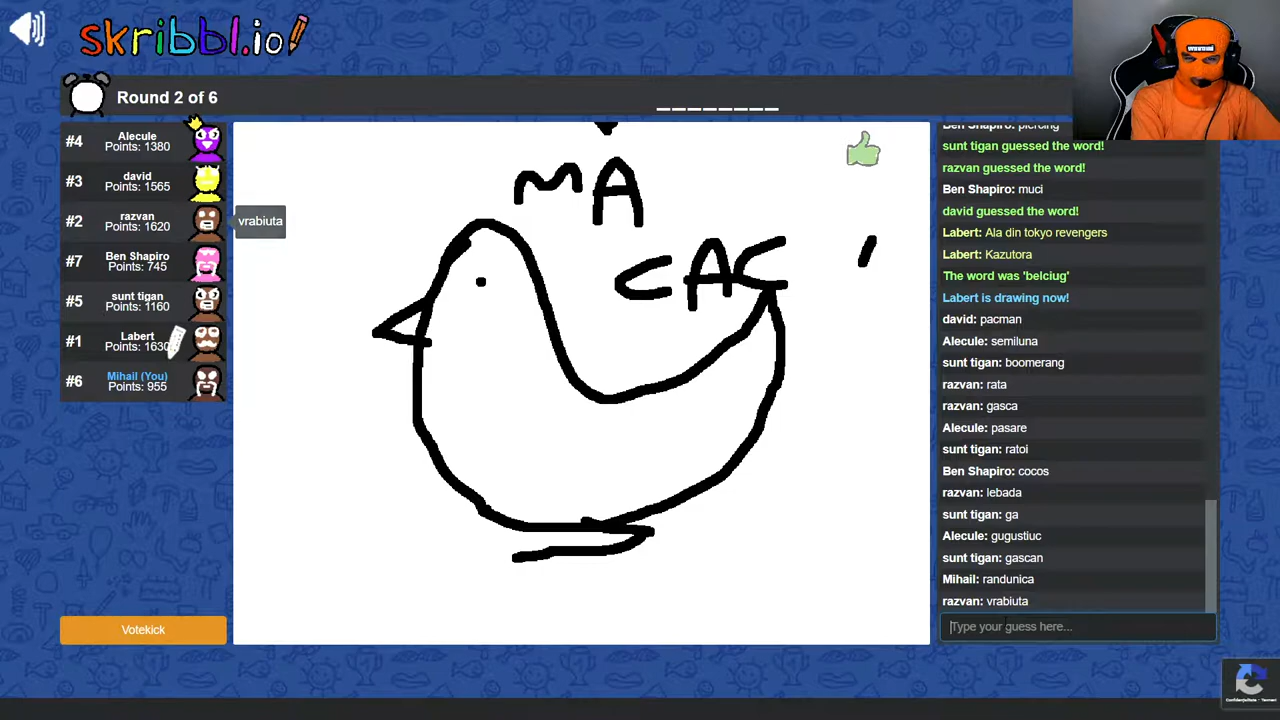 skribbl.io
Round 2 of 6
________
#4 Alecule
Points: 1380
#3 david
Points: 1565
#2 razvan
Points: 1620
vrabiuta
#7 Ben Shapiro
Points: 745
#5 sunt tigan
Points: 1160
#1 Labert
Points: 1630
#6 Mihail (You)
Points: 955
Votekick
MA
CAC
Ben Shapiro: piercing
sunt tigan guessed the word!
razvan guessed the word!
Ben Shapiro: muci
david guessed the word!
Labert: Ala din tokyo revengers
Labert: Kazutora
The word was 'belciug'
Labert is drawing now!
david: pacman
Alecule: semiluna
sunt tigan: boomerang
razvan: rata
razvan: gasca
Alecule: pasare
sunt tigan: ratoi
Ben Shapiro: cocos
razvan: lebada
sunt tigan: ga
Alecule: gugustiuc
sunt tigan: gascan
Mihail: randunica
razvan: vrabiuta
Type your guess here...